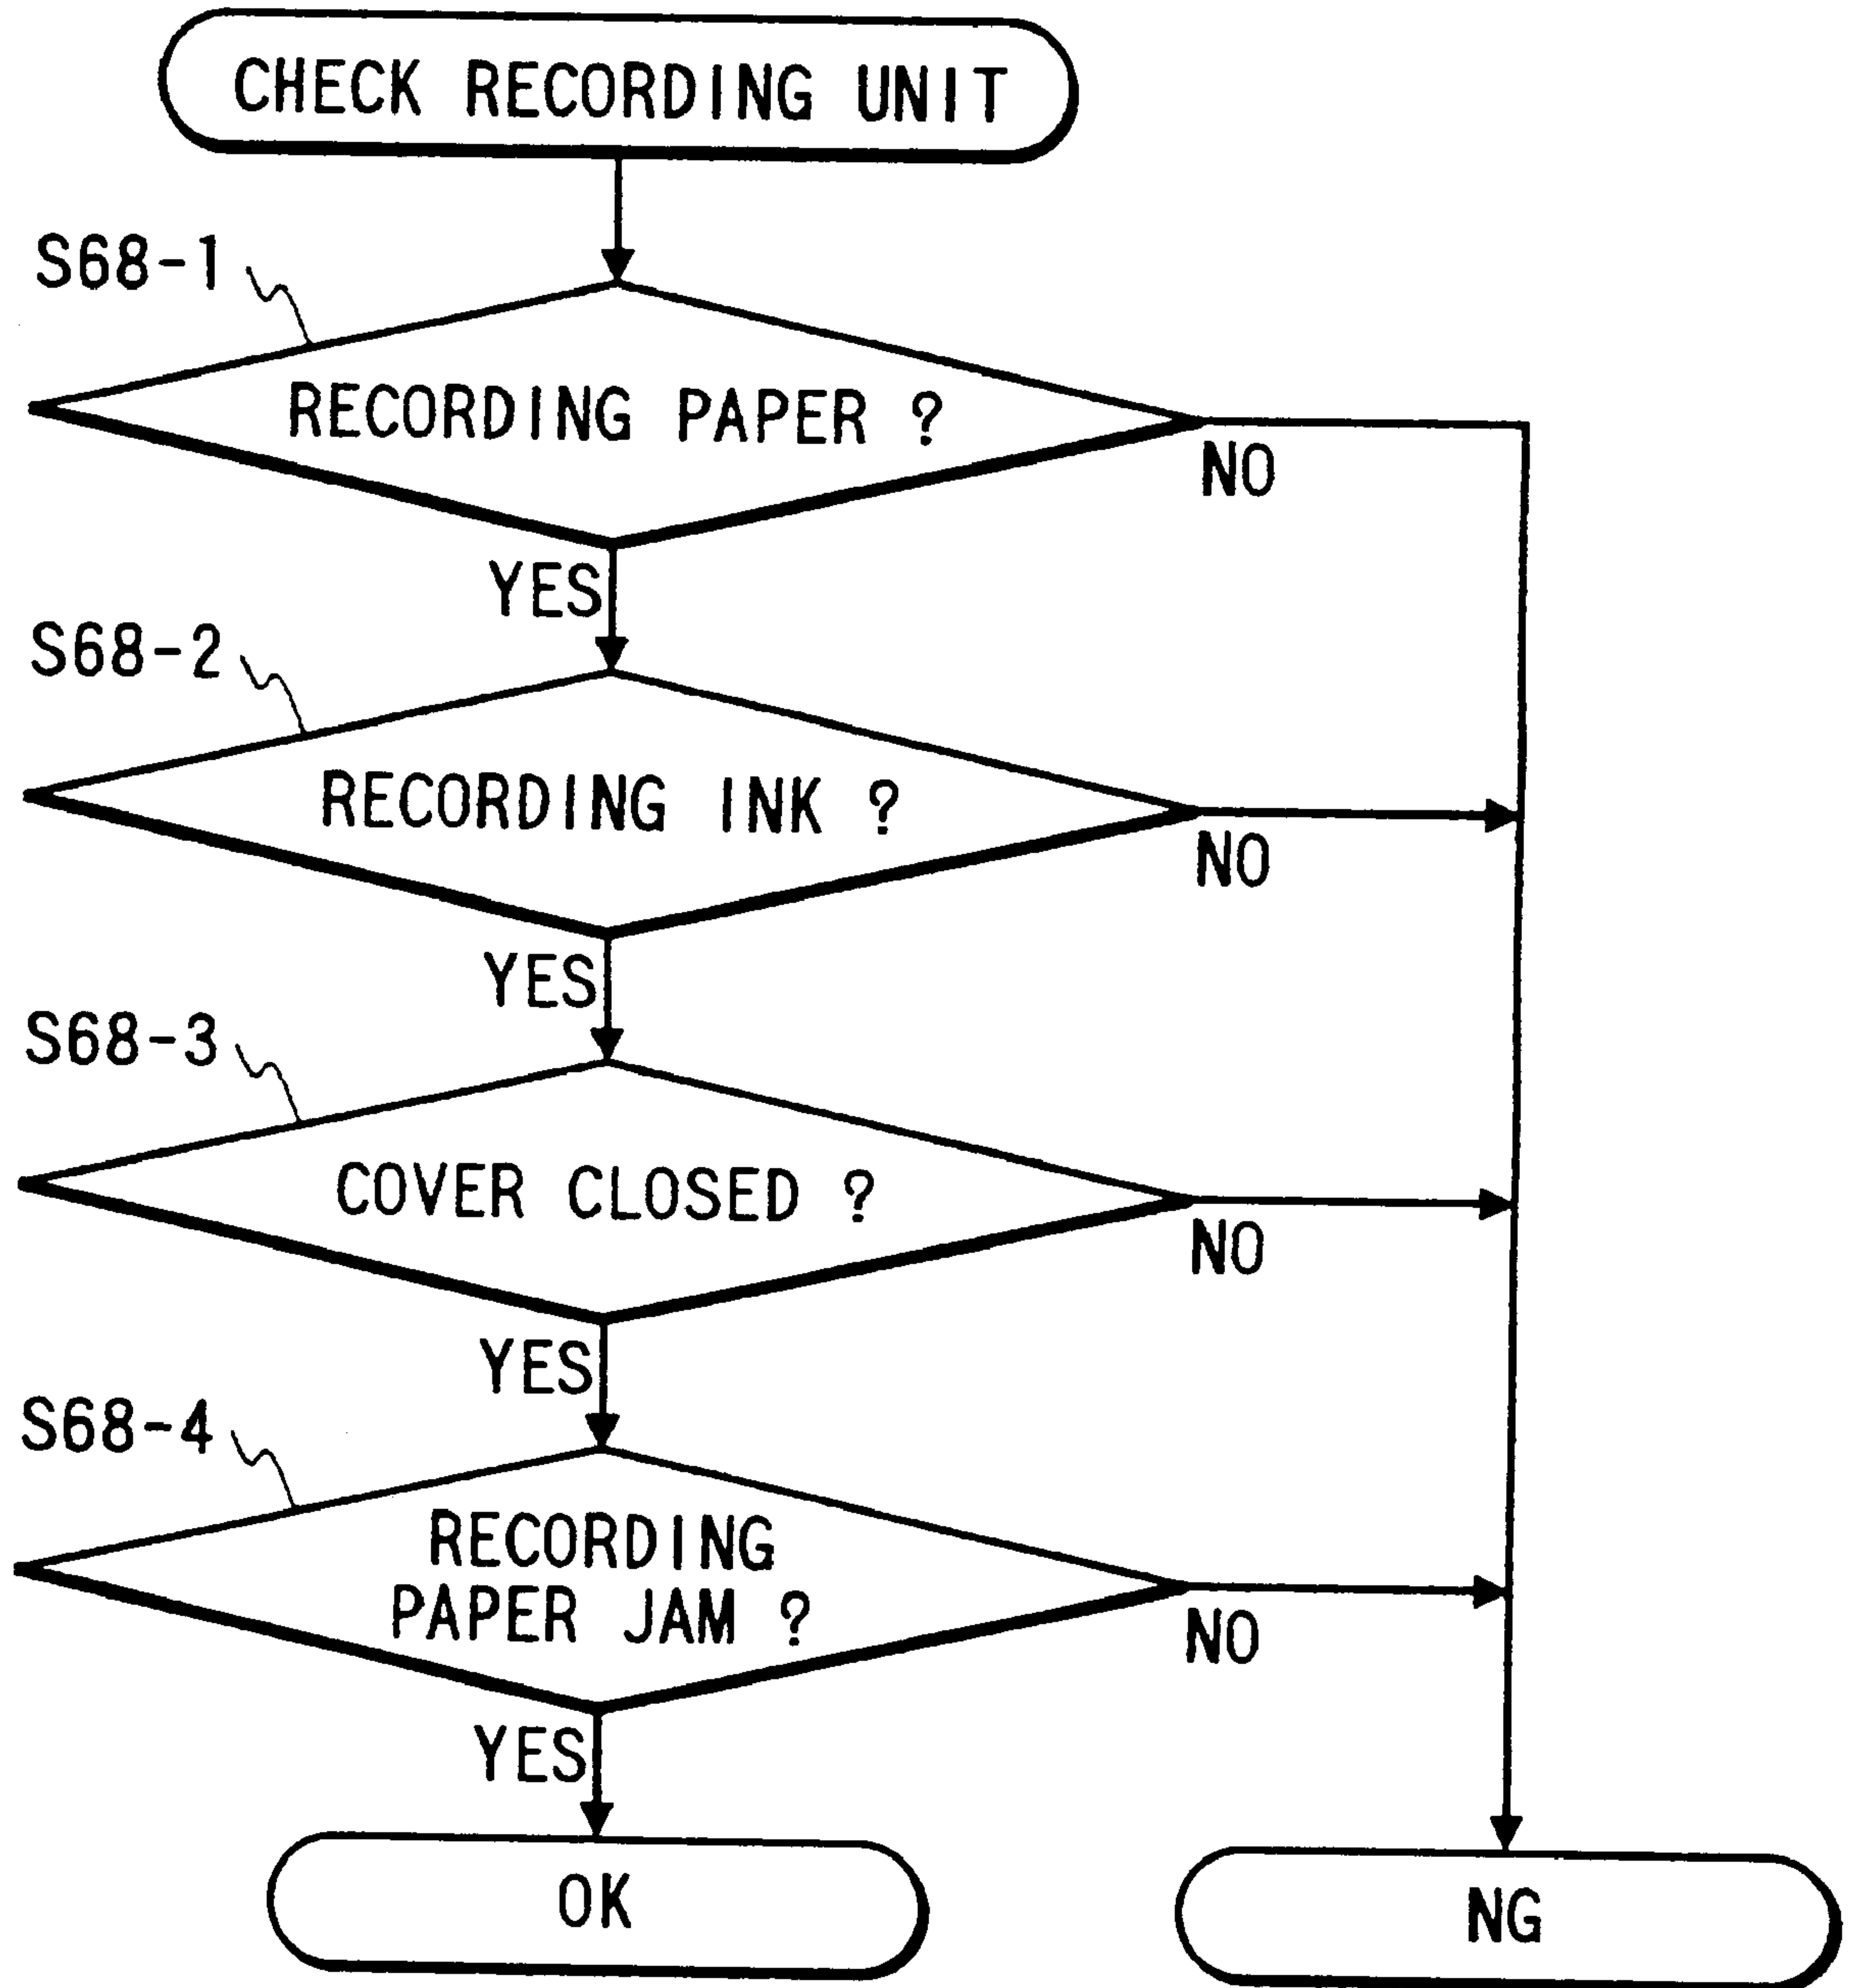 CHECK RECORDING UNIT
S68-1
RECORDING PAPER ?
NO
YES
S68-2
RECORDING INK ?
NO
YES
S68-3
COVER CLOSED ?
NO
YES
S68-4
RECORDING
PAPER JAM ?
NO
YES
OK
NG